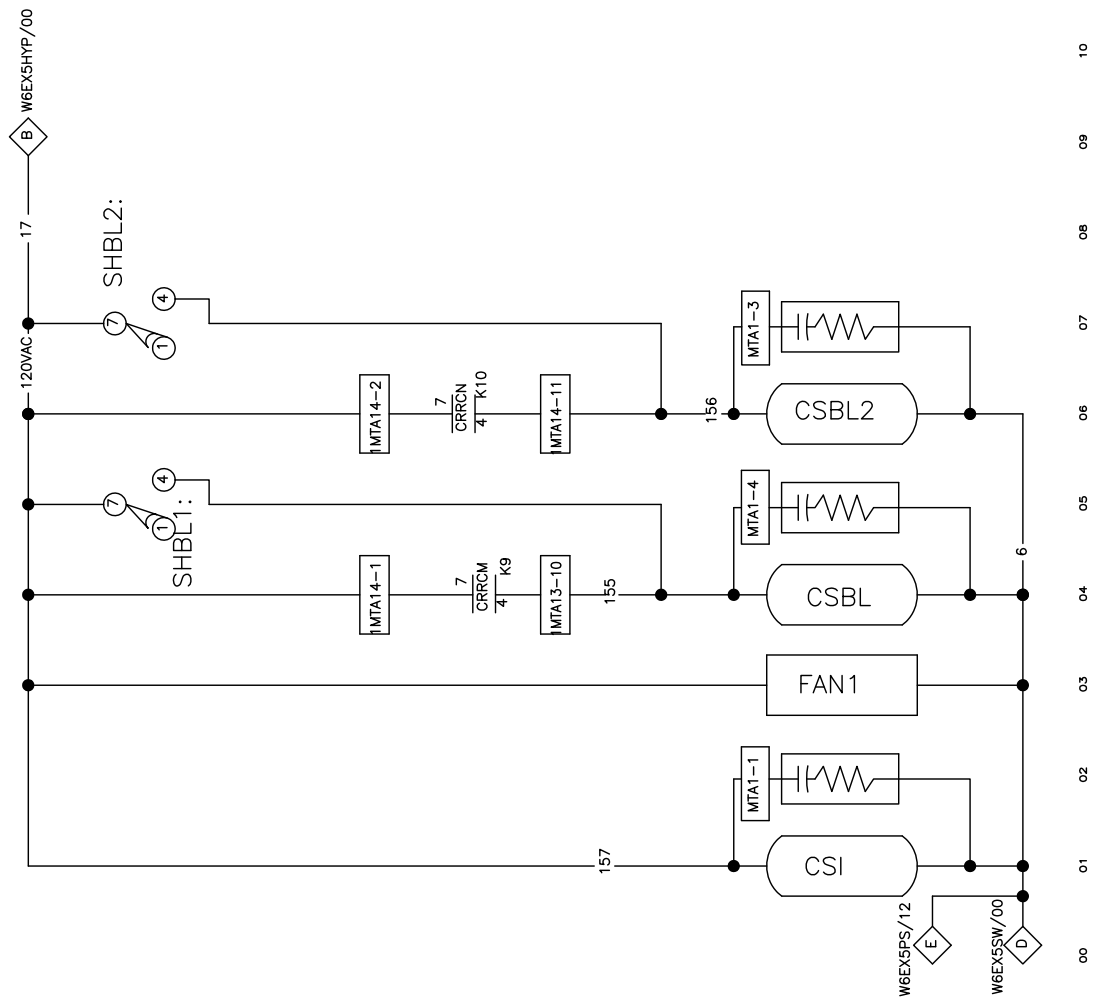 B W6EX5HYP/00
17
120VAC
SHBL2:
7
1
4
SHBL1:
7
1
4
1MTA14-2
7
CRRCN
4
K10
1MTA14-11
156
MTA1-3
CSBL2
1MTA14-1
7
CRRCM
4
K9
1MTA13-10
155
MTA1-4
CSBL
6
FAN1
157
MTA1-1
CSI
W6EX5PS/12
E
W6EX5SW/00
D
00
01
02
03
04
05
06
07
08
09
10